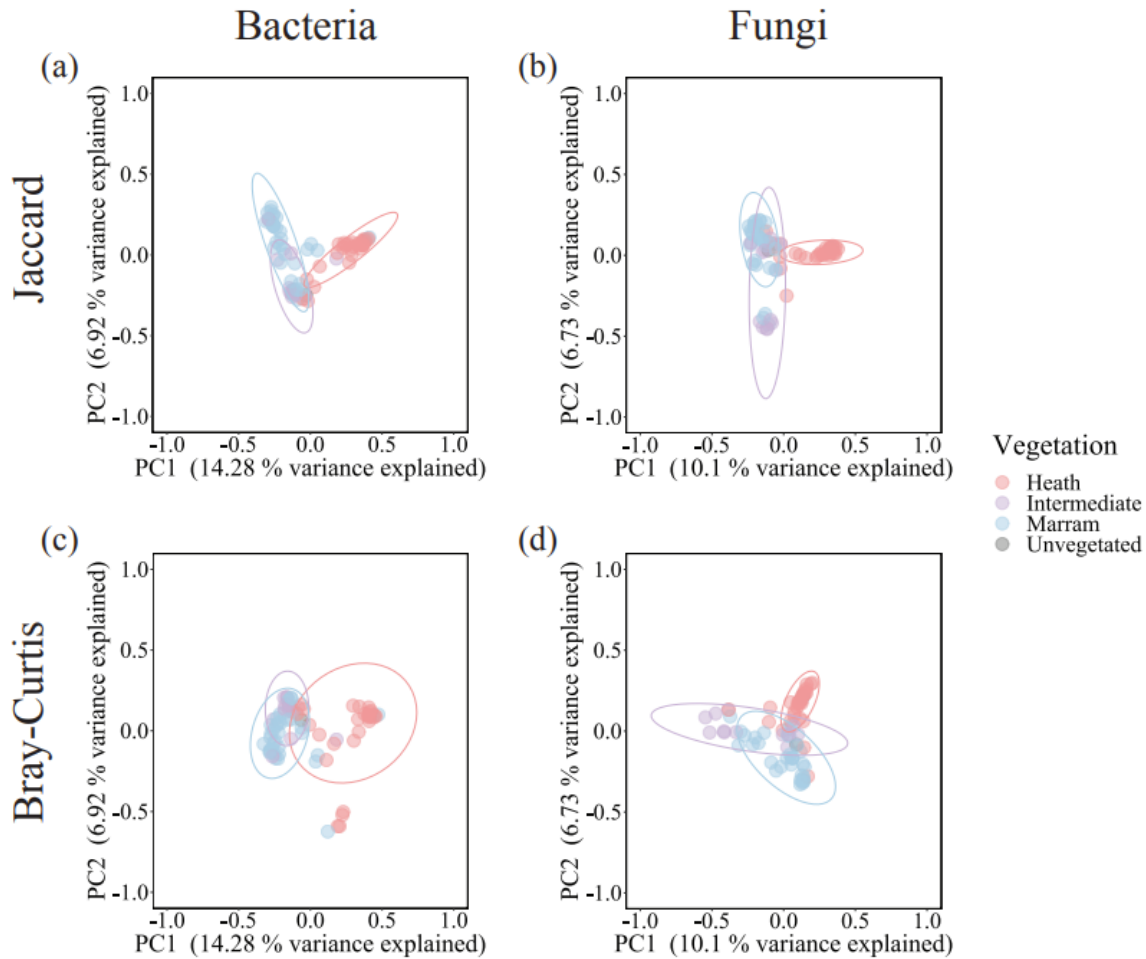 Bacteria
Fungi
Jaccard
Bray-Curtis
(a)
PC2 (6.92 % variance explained)
1.0
0.5
0.0
-0.5
-1.0
-1.0 -0.5 0.0 0.5 1.0
PC1 (14.28 % variance explained)
(b)
PC2 (6.73 % variance explained)
1.0
0.5
0.0
-0.5
-1.0
-1.0 -0.5 0.0 0.5 1.0
PC1 (10.1 % variance explained)
(c)
PC2 (6.92 % variance explained)
1.0
0.5
0.0
-0.5
-1.0
-1.0 -0.5 0.0 0.5 1.0
PC1 (14.28 % variance explained)
(d)
PC2 (6.73 % variance explained)
1.0
0.5
0.0
-0.5
-1.0
-1.0 -0.5 0.0 0.5 1.0
PC1 (10.1 % variance explained)
Vegetation
Heath
Intermediate
Marram
Unvegetated